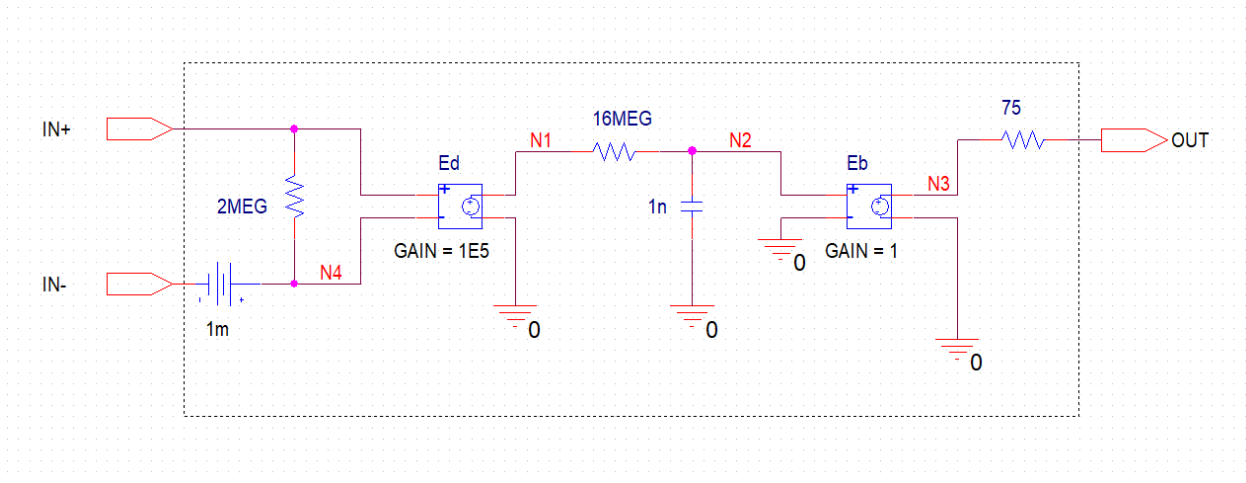 75
16MEG
IN+
N1
N2
OUT
Ed
Eb
N3
2MEG
1n
+
-
+
-
+
-
+
-
GAIN = 1E5
GAIN = 1
0
N4
IN-
- +
1m
0
0
0